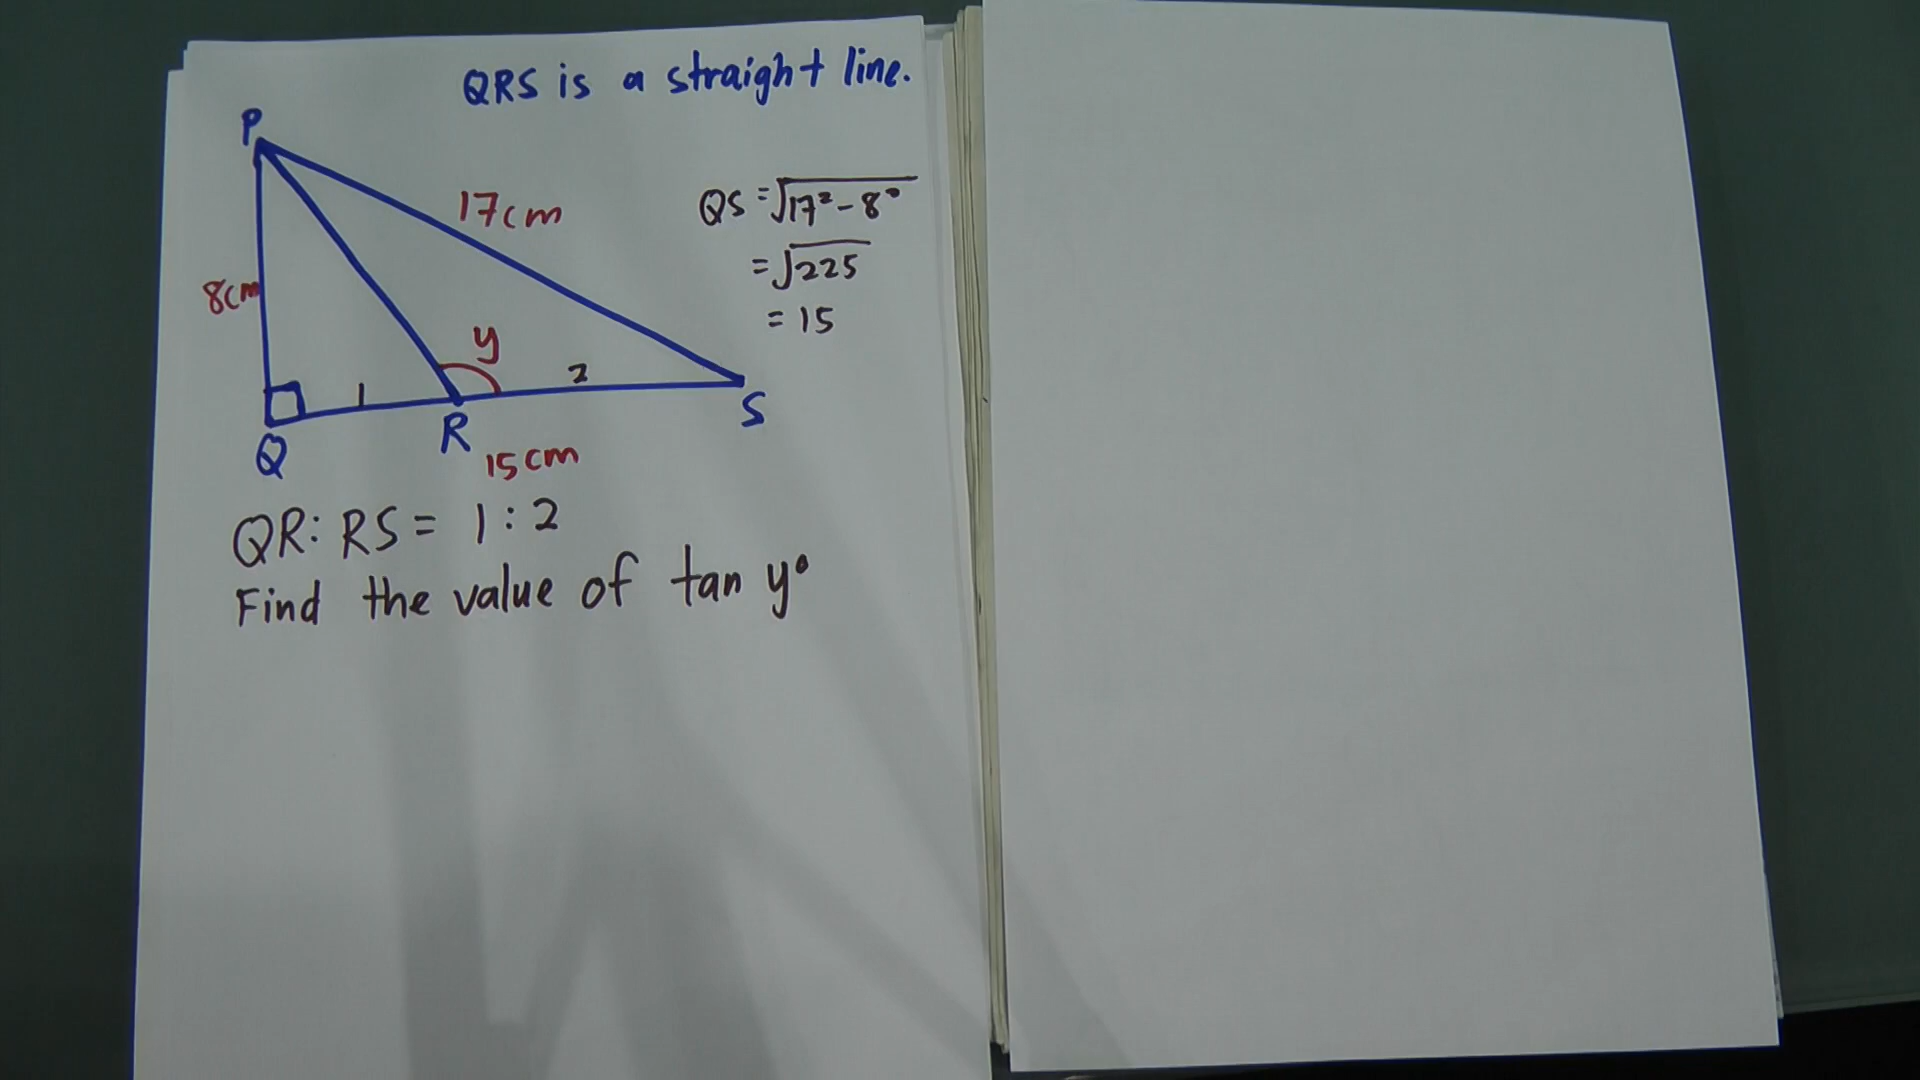 QRS is a straight line.
P
17cm
QS = √17² - 8²
8cm
= √225
= 15
y
1
2
Q
R
S
15cm
QR: RS = 1 : 2
Find the value of tan y°